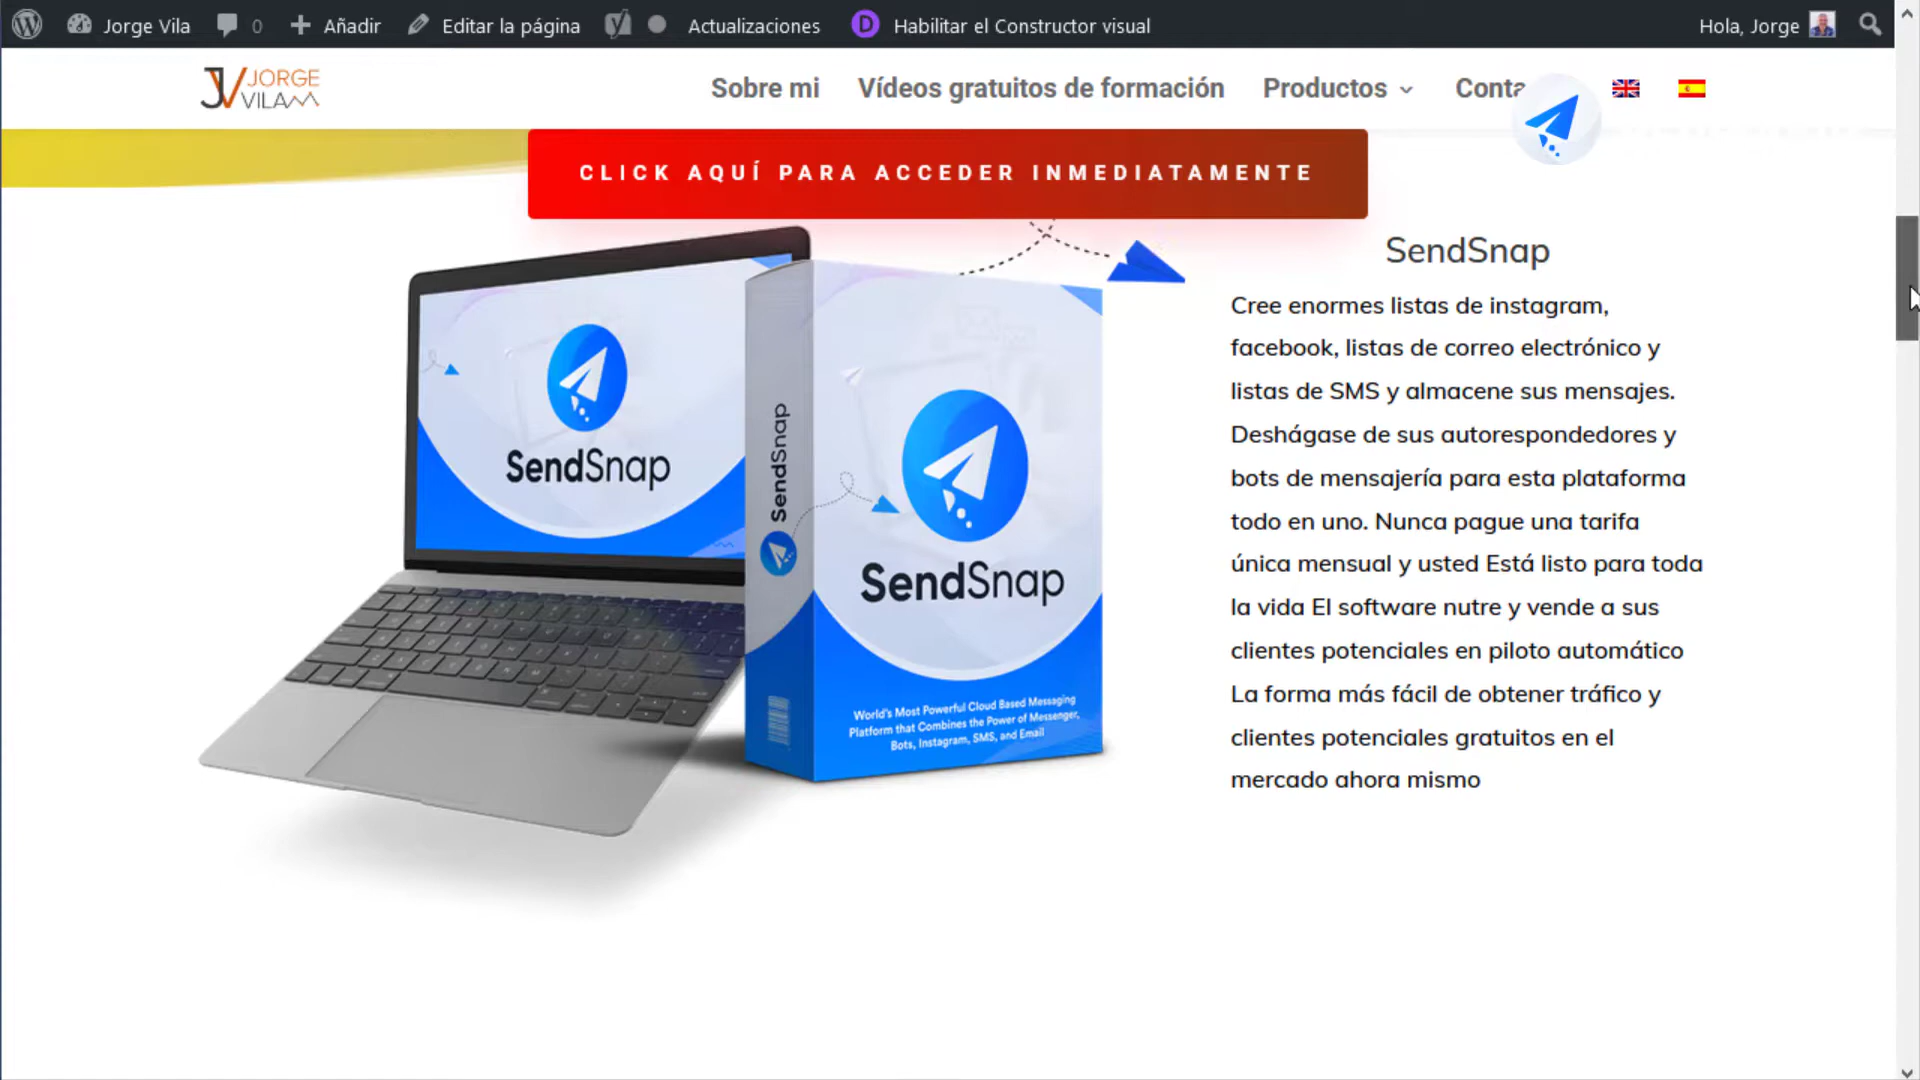 Jorge Vila
0
Añadir
Editar la página
Actualizaciones
Habilitar el Constructor visual
Hola, Jorge
JORGE
VILA
Sobre mi
Vídeos gratuitos de formación
Productos
Conta
CLICK AQUÍ PARA ACCEDER INMEDIATAMENTE
SendSnap
SendSnap
SendSnap
World's Most Powerful Cloud Based Messaging
Platform that Combines the Power of Messenger,
Bots, Instagram, SMS, and Email
SendSnap
Cree enormes listas de instagram,
facebook, listas de correo electrónico y
listas de SMS y almacene sus mensajes.
Deshágase de sus autorespondedores y
bots de mensajería para esta plataforma
todo en uno. Nunca pague una tarifa
única mensual y usted Está listo para toda
la vida El software nutre y vende a sus
clientes potenciales en piloto automático
La forma más fácil de obtener tráfico y
clientes potenciales gratuitos en el
mercado ahora mismo